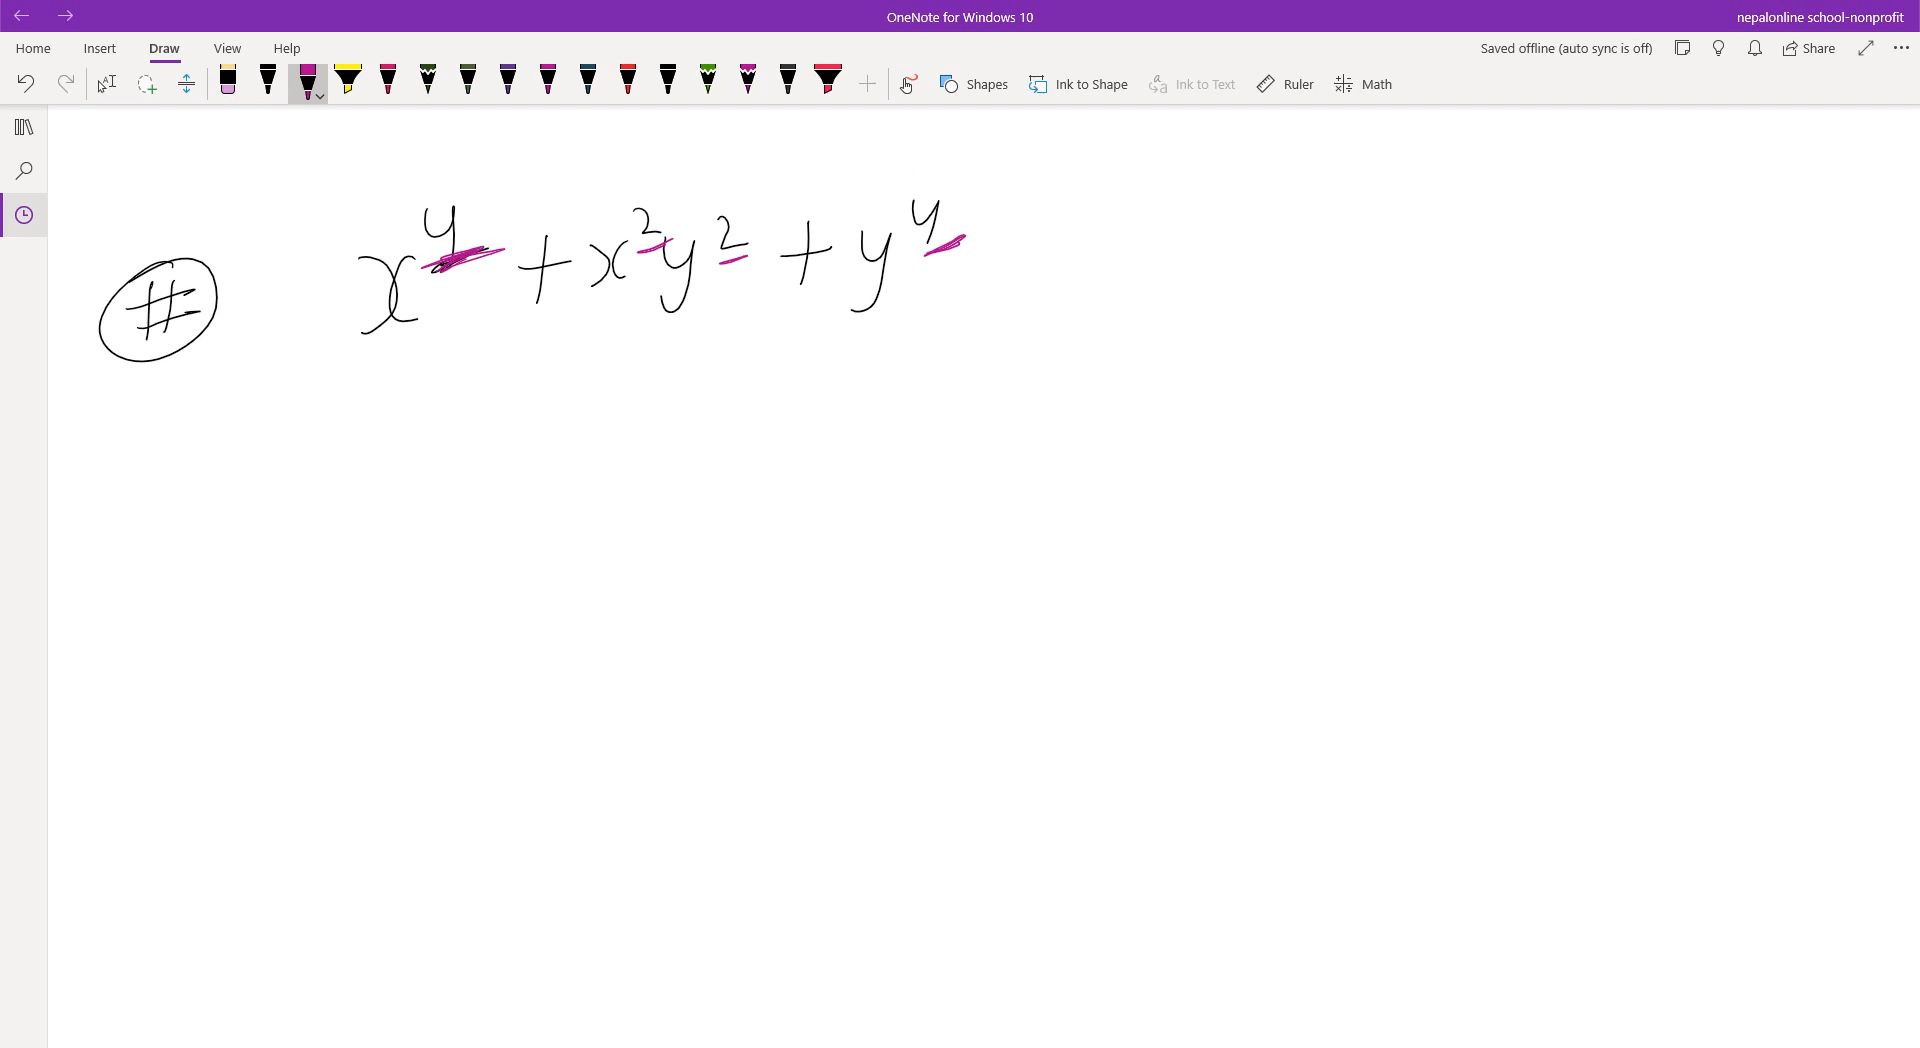 OneNote for Windows 10
nepalonline school-nonprofit
Home Insert Draw View Help
Saved offline (auto sync is off) Share
Shapes Ink to Shape Ink to Text Ruler Math
# x⁴ + x²y² + y⁴